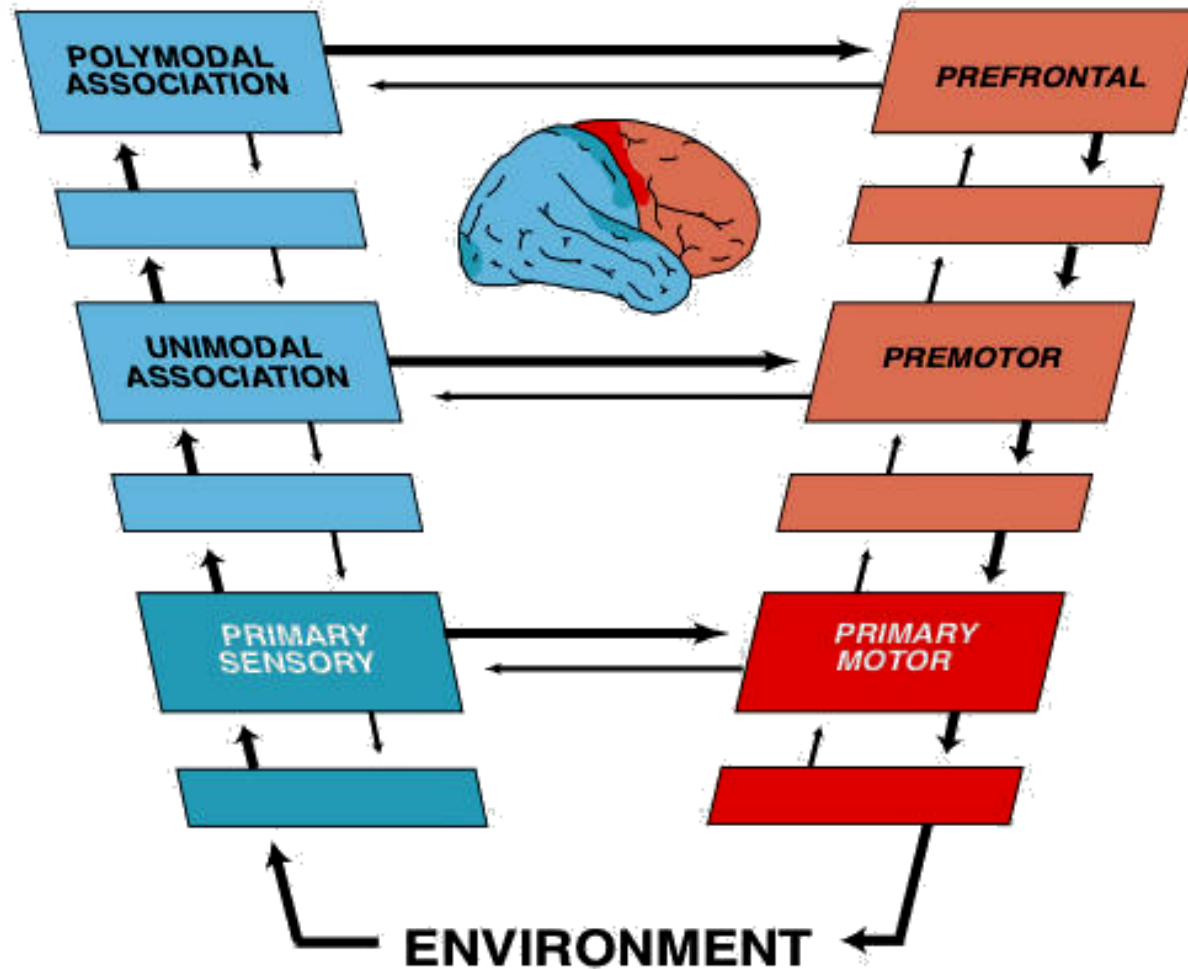 POLYMODAL
ASSOCIATION
PREFRONTAL
UNIMODAL
ASSOCIATION
PREMOTOR
PRIMARY
SENSORY
PRIMARY
MOTOR
ENVIRONMENT